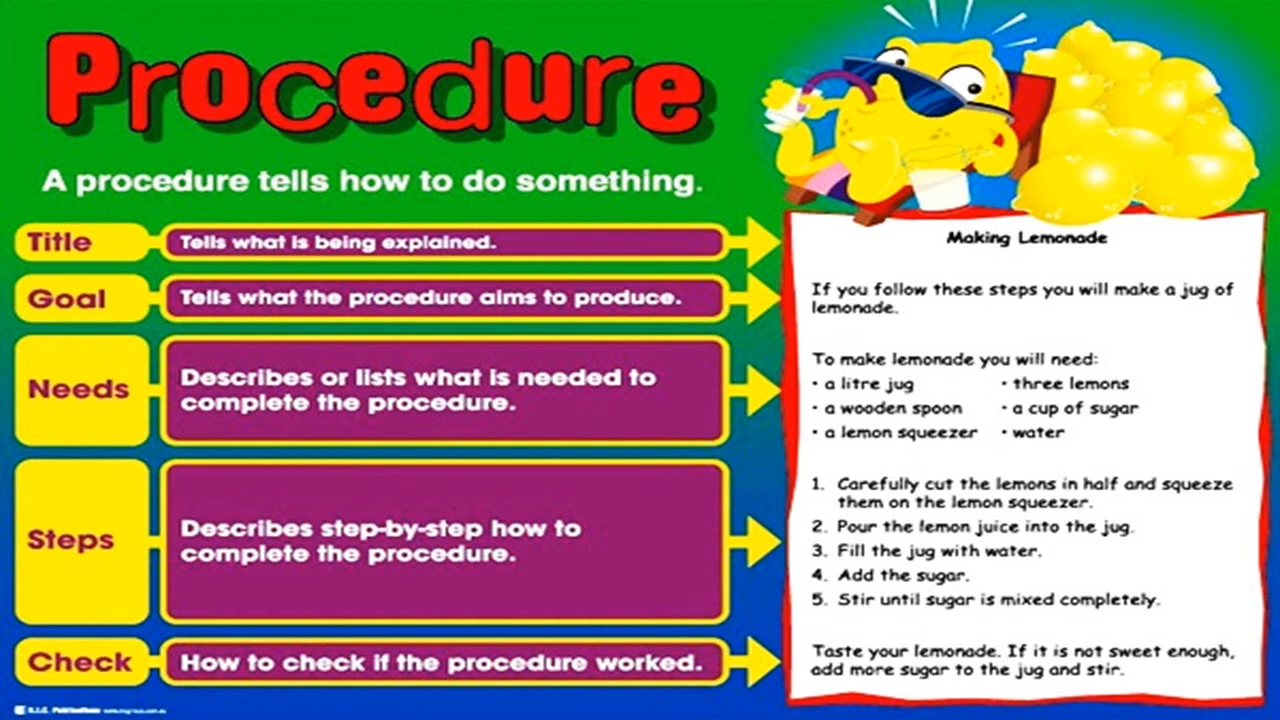 Procedure
A procedure tells how to do something.
Title
Tells what is being explained.
Goal
Tells what the procedure aims to produce.
Needs
Describes or lists what is needed to
complete the procedure.
Steps
Describes step-by-step how to
complete the procedure.
Check
How to check if the procedure worked.
Making Lemonade
If you follow these steps you will make a jug of
lemonade.
To make lemonade you will need:
• a litre jug
• a wooden spoon
• a lemon squeezer
• three lemons
• a cup of sugar
• water
1. Carefully cut the lemons in half and squeeze
them on the lemon squeezer.
2. Pour the lemon juice into the jug.
3. Fill the jug with water.
4. Add the sugar.
5. Stir until sugar is mixed completely.
Taste your lemonade. If it is not sweet enough,
add more sugar to the jug and stir.